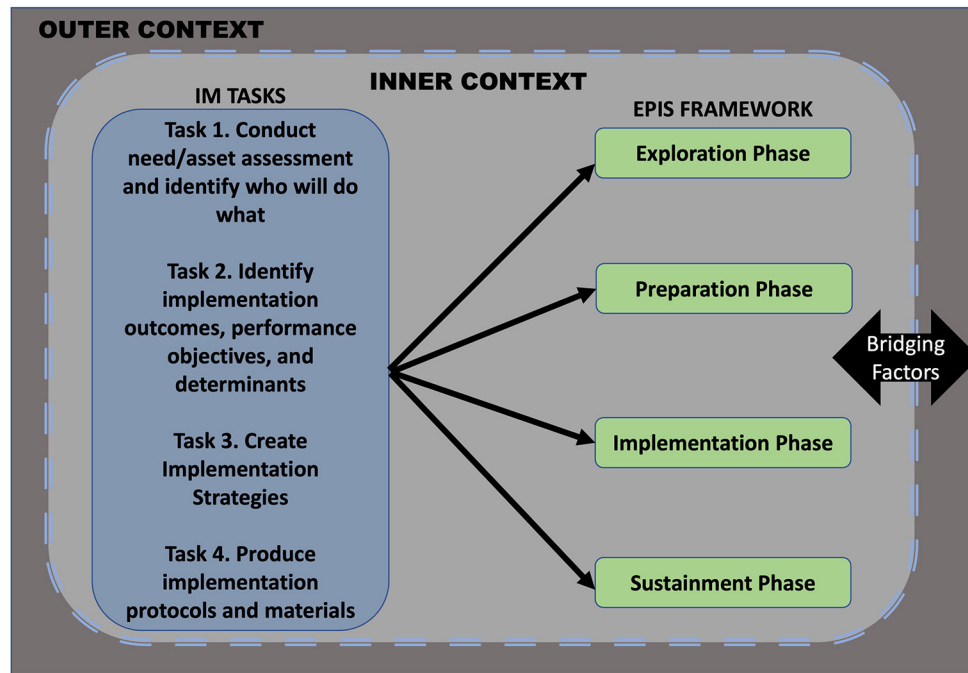 OUTER CONTEXT
INNER CONTEXT
IM TASKS
Task 1. Conduct
need/asset assessment
and identify who will do
what
Task 2. Identify
implementation
outcomes, performance
objectives, and
determinants
Task 3. Create
Implementation
Strategies
Task 4. Produce
implementation
protocols and materials
EPIS FRAMEWORK
Exploration Phase
Preparation Phase
Implementation Phase
Sustainment Phase
Bridging
Factors